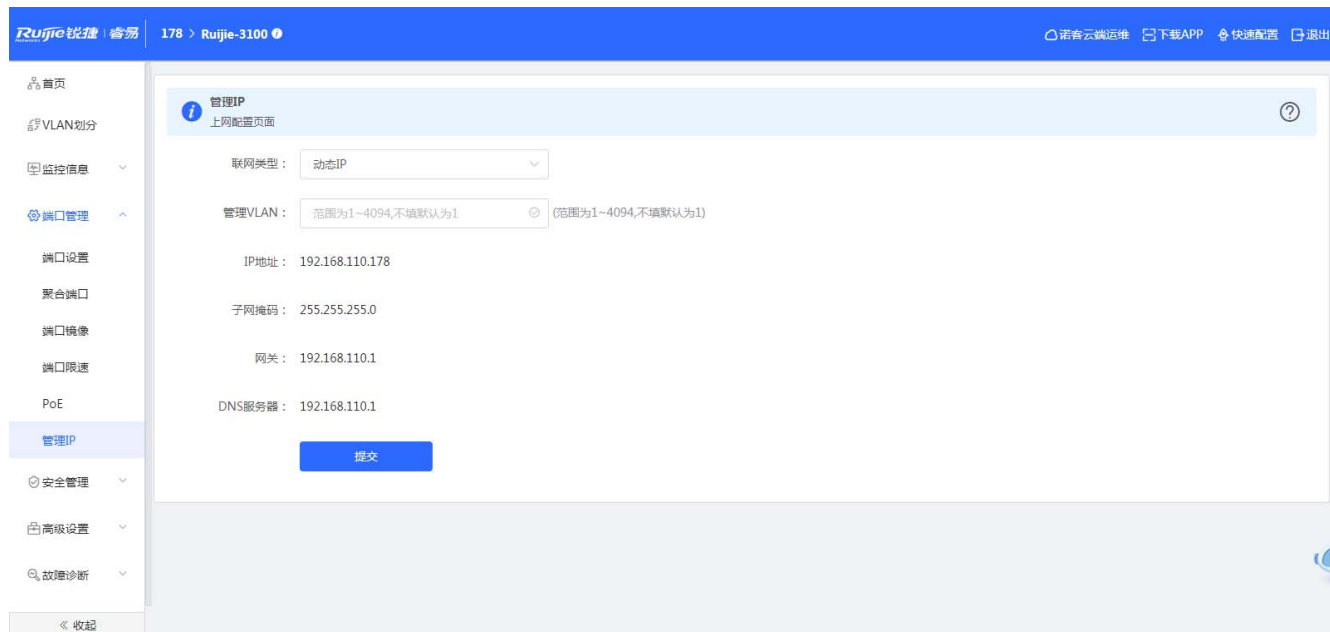 Ruijie锐捷 | 睿易 178 > Ruijie-3100
Networks
诺客云端运维 下载APP 快速配置 退出
首页
VLAN划分
监控信息
端口管理
端口设置
聚合端口
端口镜像
端口限速
PoE
管理IP
安全管理
高级设置
故障诊断
« 收起
管理IP
上网配置页面
联网类型： 动态IP
管理VLAN： 范围为1~4094,不填默认为1 (范围为1~4094,不填默认为1)
IP地址： 192.168.110.178
子网掩码： 255.255.255.0
网关： 192.168.110.1
DNS服务器： 192.168.110.1
提交